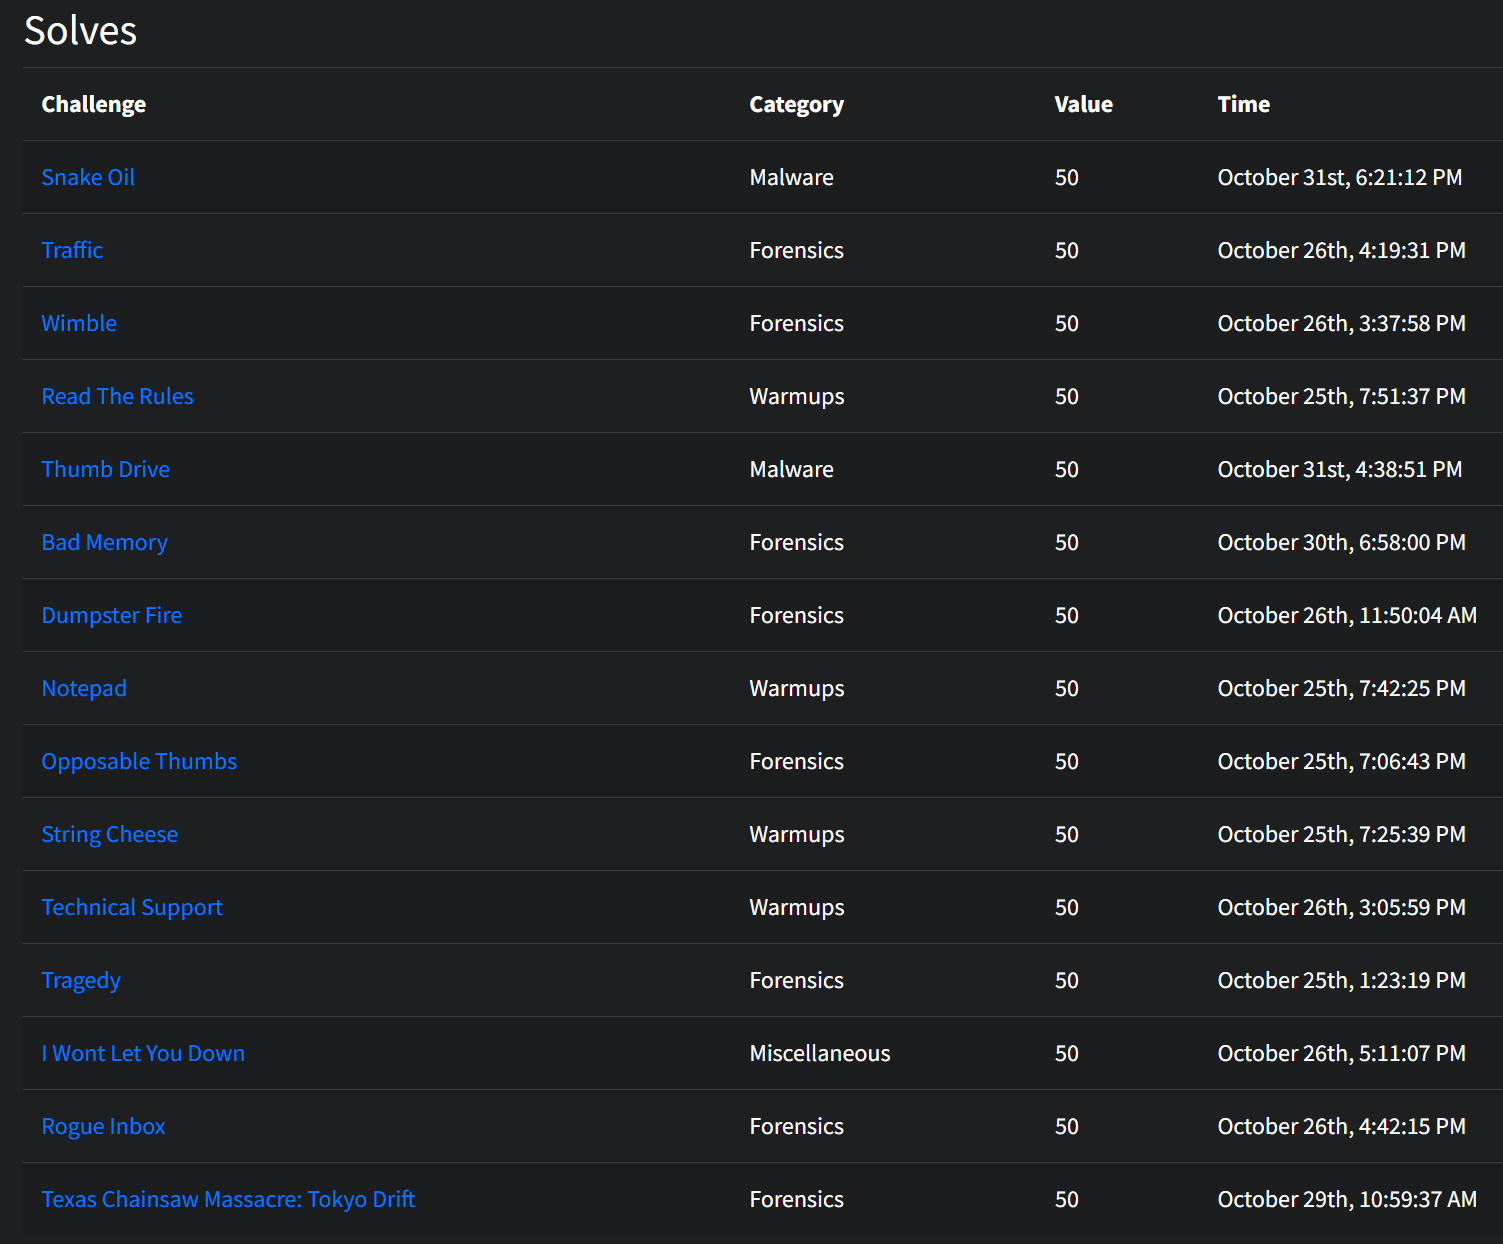 Solves
Challenge Category Value Time
Snake Oil Malware 50 October 31st, 6:21:12 PM
Traffic Forensics 50 October 26th, 4:19:31 PM
Wimble Forensics 50 October 26th, 3:37:58 PM
Read The Rules Warmups 50 October 25th, 7:51:37 PM
Thumb Drive Malware 50 October 31st, 4:38:51 PM
Bad Memory Forensics 50 October 30th, 6:58:00 PM
Dumpster Fire Forensics 50 October 26th, 11:50:04 AM
Notepad Warmups 50 October 25th, 7:42:25 PM
Opposable Thumbs Forensics 50 October 25th, 7:06:43 PM
String Cheese Warmups 50 October 25th, 7:25:39 PM
Technical Support Warmups 50 October 26th, 3:05:59 PM
Tragedy Forensics 50 October 25th, 1:23:19 PM
I Wont Let You Down Miscellaneous 50 October 26th, 5:11:07 PM
Rogue Inbox Forensics 50 October 26th, 4:42:15 PM
Texas Chainsaw Massacre: Tokyo Drift Forensics 50 October 29th, 10:59:37 AM